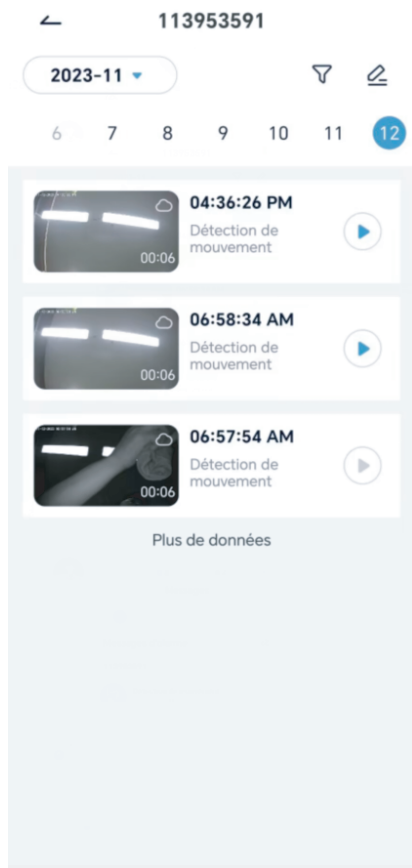 113953591
2023-11
6 7 8 9 10 11 12
04:36:26 PM
Détection de
mouvement
00:06
06:58:34 AM
Détection de
mouvement
00:06
06:57:54 AM
Détection de
mouvement
00:06
Plus de données